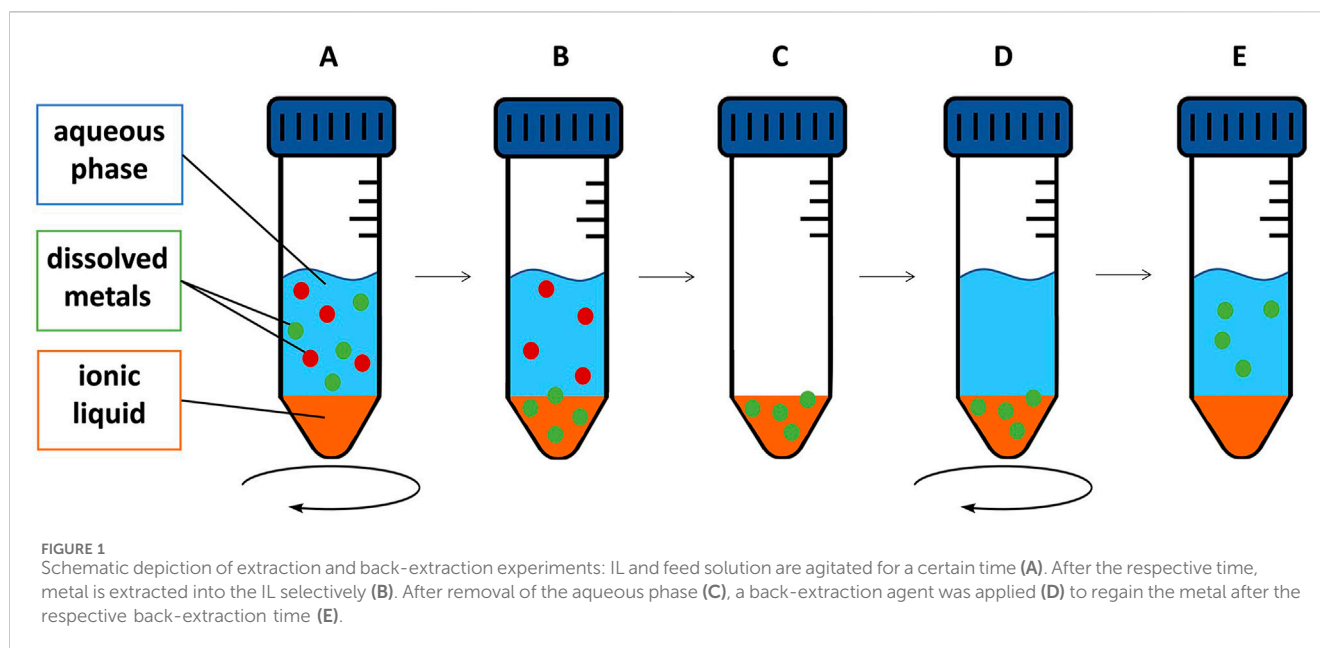 A B C D E
aqueous
phase
dissolved
metals
ionic
liquid
FIGURE 1
Schematic depiction of extraction and back-extraction experiments: IL and feed solution are agitated for a certain time (A). After the respective time,
metal is extracted into the IL selectively (B). After removal of the aqueous phase (C), a back-extraction agent was applied (D) to regain the metal after the
respective back-extraction time (E).